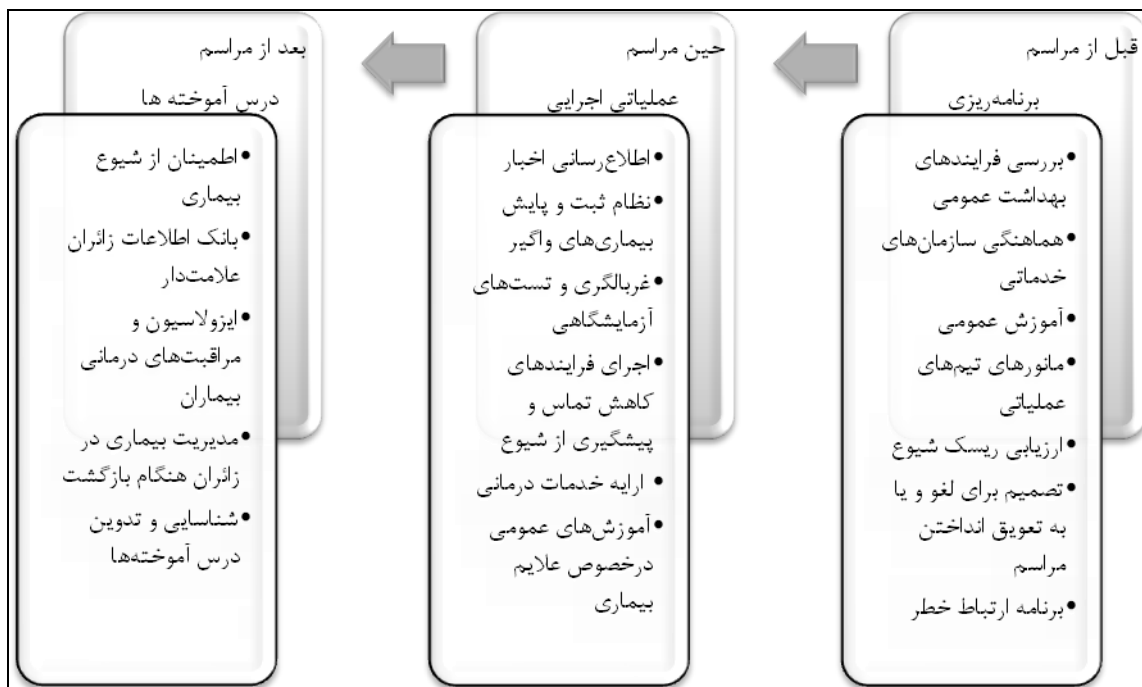 قبل از مراسم
برنامه‌ریزی
•بررسی فرایندهای
بهداشت عمومی
•هماهنگی سازمان‌های
خدماتی
•آموزش عمومی
•مانورهای تیم‌های
عملیاتی
•ارزیابی ریسک شیوع
•تصمیم برای لغو و یا
به تعویق انداختن
مراسم
•برنامه ارتباط خطر
حین مراسم
عملیاتی اجرایی
•اطلاع‌رسانی اخبار
•نظام ثبت و پایش
بیماری‌های واگیر
•غربالگری و تست‌های
آزمایشگاهی
•اجرای فرایندهای
کاهش تماس و
پیشگیری از شیوع
• ارایه خدمات درمانی
•آموزش‌های عمومی
درخصوص علایم
بیماری
بعد از مراسم
درس آموخته ها
•اطمینان از شیوع
بیماری
•بانک اطلاعات زائران
علامت‌دار
•ایزولاسیون و
مراقبت‌های درمانی
بیماران
•مدیریت بیماری در
زائران هنگام بازگشت
•شناسایی و تدوین
درس آموخته‌ها